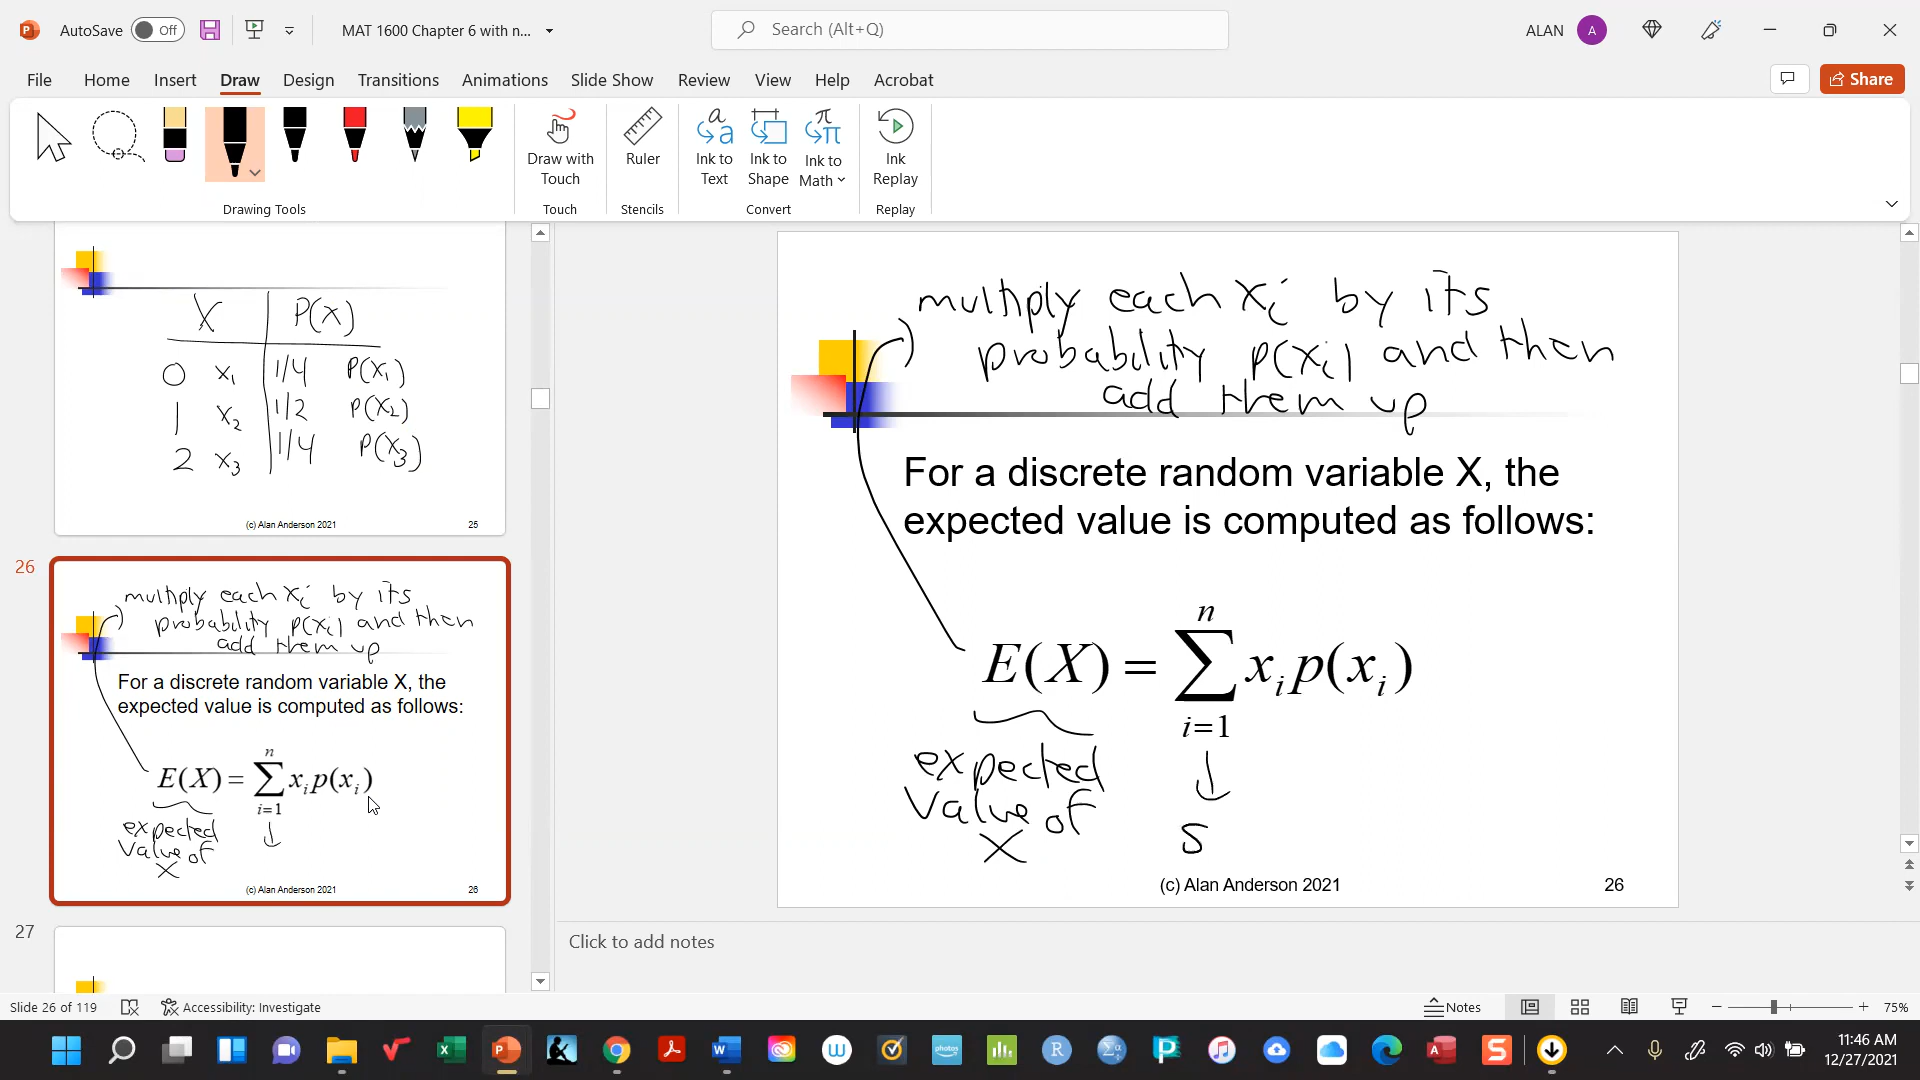 AutoSave Off MAT 1600 Chapter 6 with n... Search (Alt+Q) ALAN A
File Home Insert Draw Design Transitions Animations Slide Show Review View Help Acrobat Share
Draw with Touch
Ruler
Ink to Text
Ink to Shape
Ink to Math
Ink Replay
Drawing Tools Touch Stencils Convert Replay
X P(x)
0 x₁ 1/4 P(x₁)
1 x₂ 1/2 P(x₂)
2 x₃ 1/4 P(x₃)
(c) Alan Anderson 2021 25
26
multiply each xᵢ by its
probability p(xᵢ) and then
add them up
For a discrete random variable X, the
expected value is computed as follows:
n
E(X) = ∑ xᵢ p(xᵢ)
i=1
expected
value of
X
(c) Alan Anderson 2021 26
27
multiply each xᵢ by its
probability p(xᵢ) and then
add them up
For a discrete random variable X, the
expected value is computed as follows:
n
E(X) = ∑ xᵢ p(xᵢ)
i=1
expected
value of
X
S
(c) Alan Anderson 2021 26
Click to add notes
Slide 26 of 119 Accessibility: Investigate Notes 75%
11:46 AM
12/27/2021